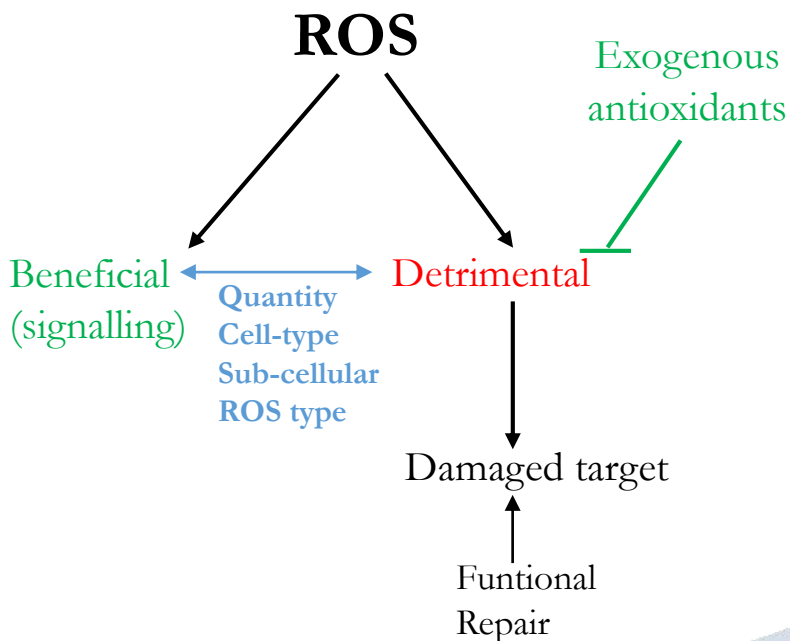 ROS
Exogenous
antioxidants
Beneficial
(signalling)
Detrimental
Quantity
Cell-type
Sub-cellular
ROS type
Damaged target
Funtional
Repair